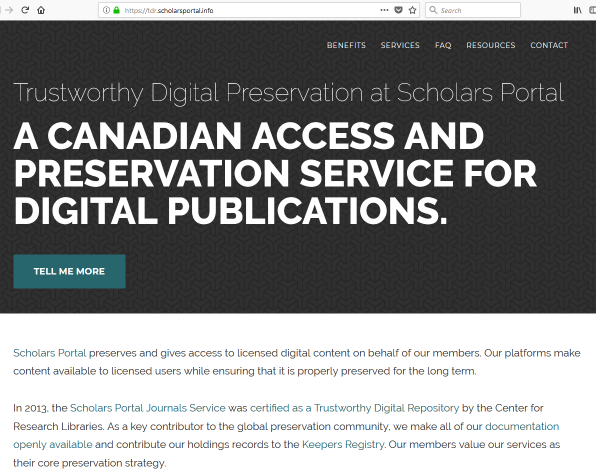 https://tdr.scholarsportal.info
Search
BENEFITS SERVICES FAQ RESOURCES CONTACT
Trustworthy Digital Preservation at Scholars Portal
A CANADIAN ACCESS AND
PRESERVATION SERVICE FOR
DIGITAL PUBLICATIONS.
TELL ME MORE
Scholars Portal preserves and gives access to licensed digital content on behalf of our members. Our platforms make
content available to licensed users while ensuring that it is properly preserved for the long term.
In 2013, the Scholars Portal Journals Service was certified as a Trustworthy Digital Repository by the Center for
Research Libraries. As a key contributor to the global preservation community, we make all of our documentation
openly available and contribute our holdings records to the Keepers Registry. Our members value our services as
their core preservation strategy.